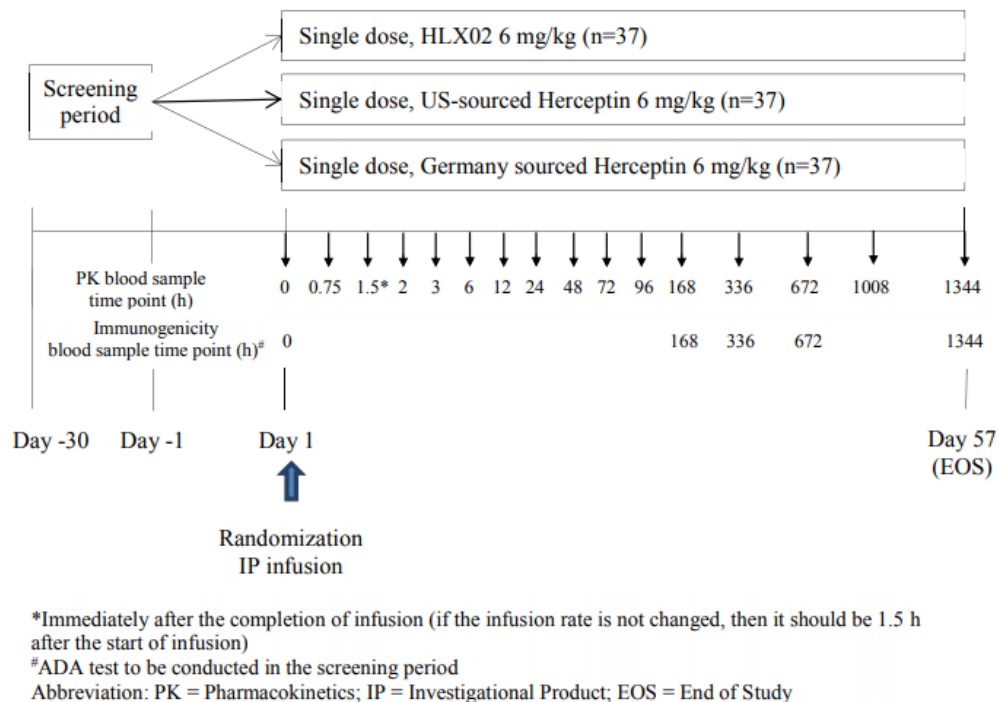 Single dose, HLX02 6 mg/kg (n=37)
Screening
period
Single dose, US-sourced Herceptin 6 mg/kg (n=37)
Single dose, Germany sourced Herceptin 6 mg/kg (n=37)
PK blood sample
time point (h)
0 0.75 1.5* 2 3 6 12 24 48 72 96 168 336 672 1008 1344
Immunogenicity
blood sample time point (h)#
0 168 336 672 1344
Day -30 Day -1 Day 1 Day 57
(EOS)
Randomization
IP infusion
*Immediately after the completion of infusion (if the infusion rate is not changed, then it should be 1.5 h
after the start of infusion)
#ADA test to be conducted in the screening period
Abbreviation: PK = Pharmacokinetics; IP = Investigational Product; EOS = End of Study